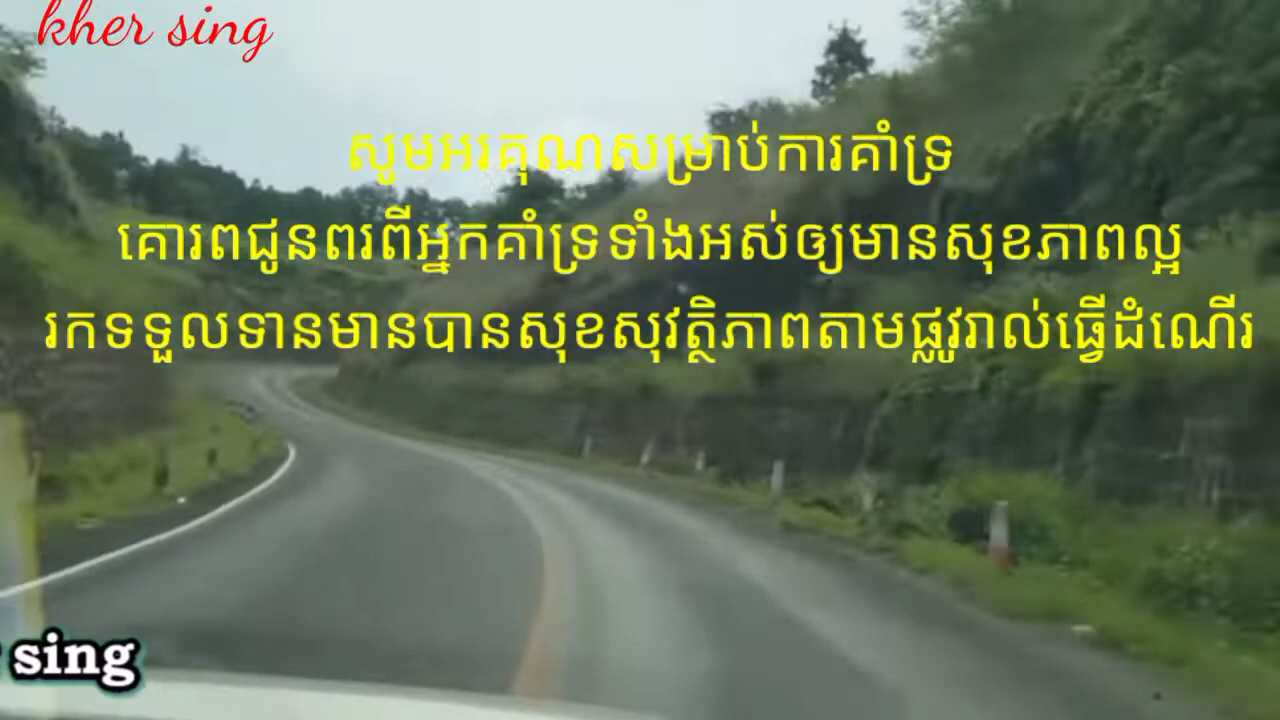 kher sing
សូមអរគុណសម្រាប់ការគាំទ្រ
គោរពជូនពរពីអ្នកគាំទ្រទាំងអស់ឲ្យមានសុខភាពល្អ
រកទទួលទានមានបានសុខសុវត្ថិភាពតាមផ្លូវរាល់ធ្វើដំណើរ
sing